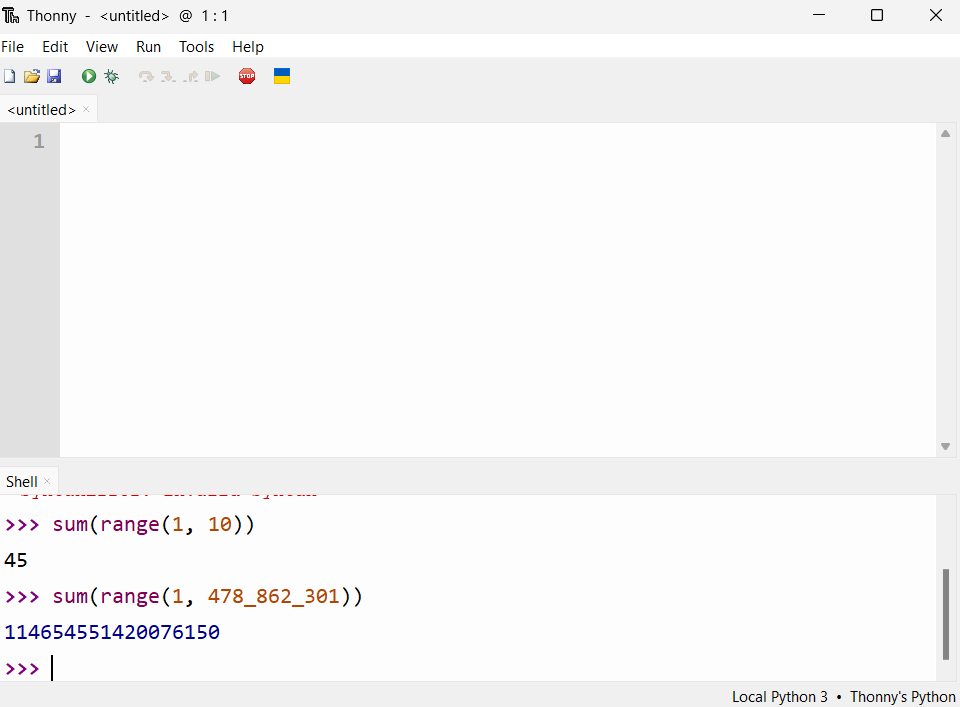 Thonny - <untitled> @ 1 : 1
File Edit View Run Tools Help
STOP
<untitled> ×
1
Shell ×
>>> sum(range(1, 10))
45
>>> sum(range(1, 478_862_301))
114654551420076150
>>>
Local Python 3 • Thonny's Python